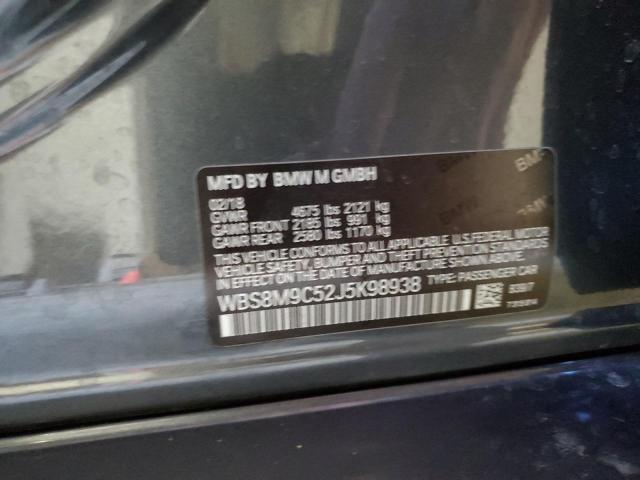 MFD BY BMW M GMBH
02/18
GVWR 4675 lbs 2121 kg
GAWR FRONT 2185 lbs 991 kg
GAWR REAR 2580 lbs 1170 kg
THIS VEHICLE CONFORMS TO ALL APPLICABLE U.S. FEDERAL MOTOR
VEHICLE SAFETY, BUMPER AND THEFT PREVENTION STANDARDS
IN EFFECT ON THE DATE OF MANUFACTURE SHOWN ABOVE.
WBS8M9C52J5K98938 TYPE: PASSENGER CAR